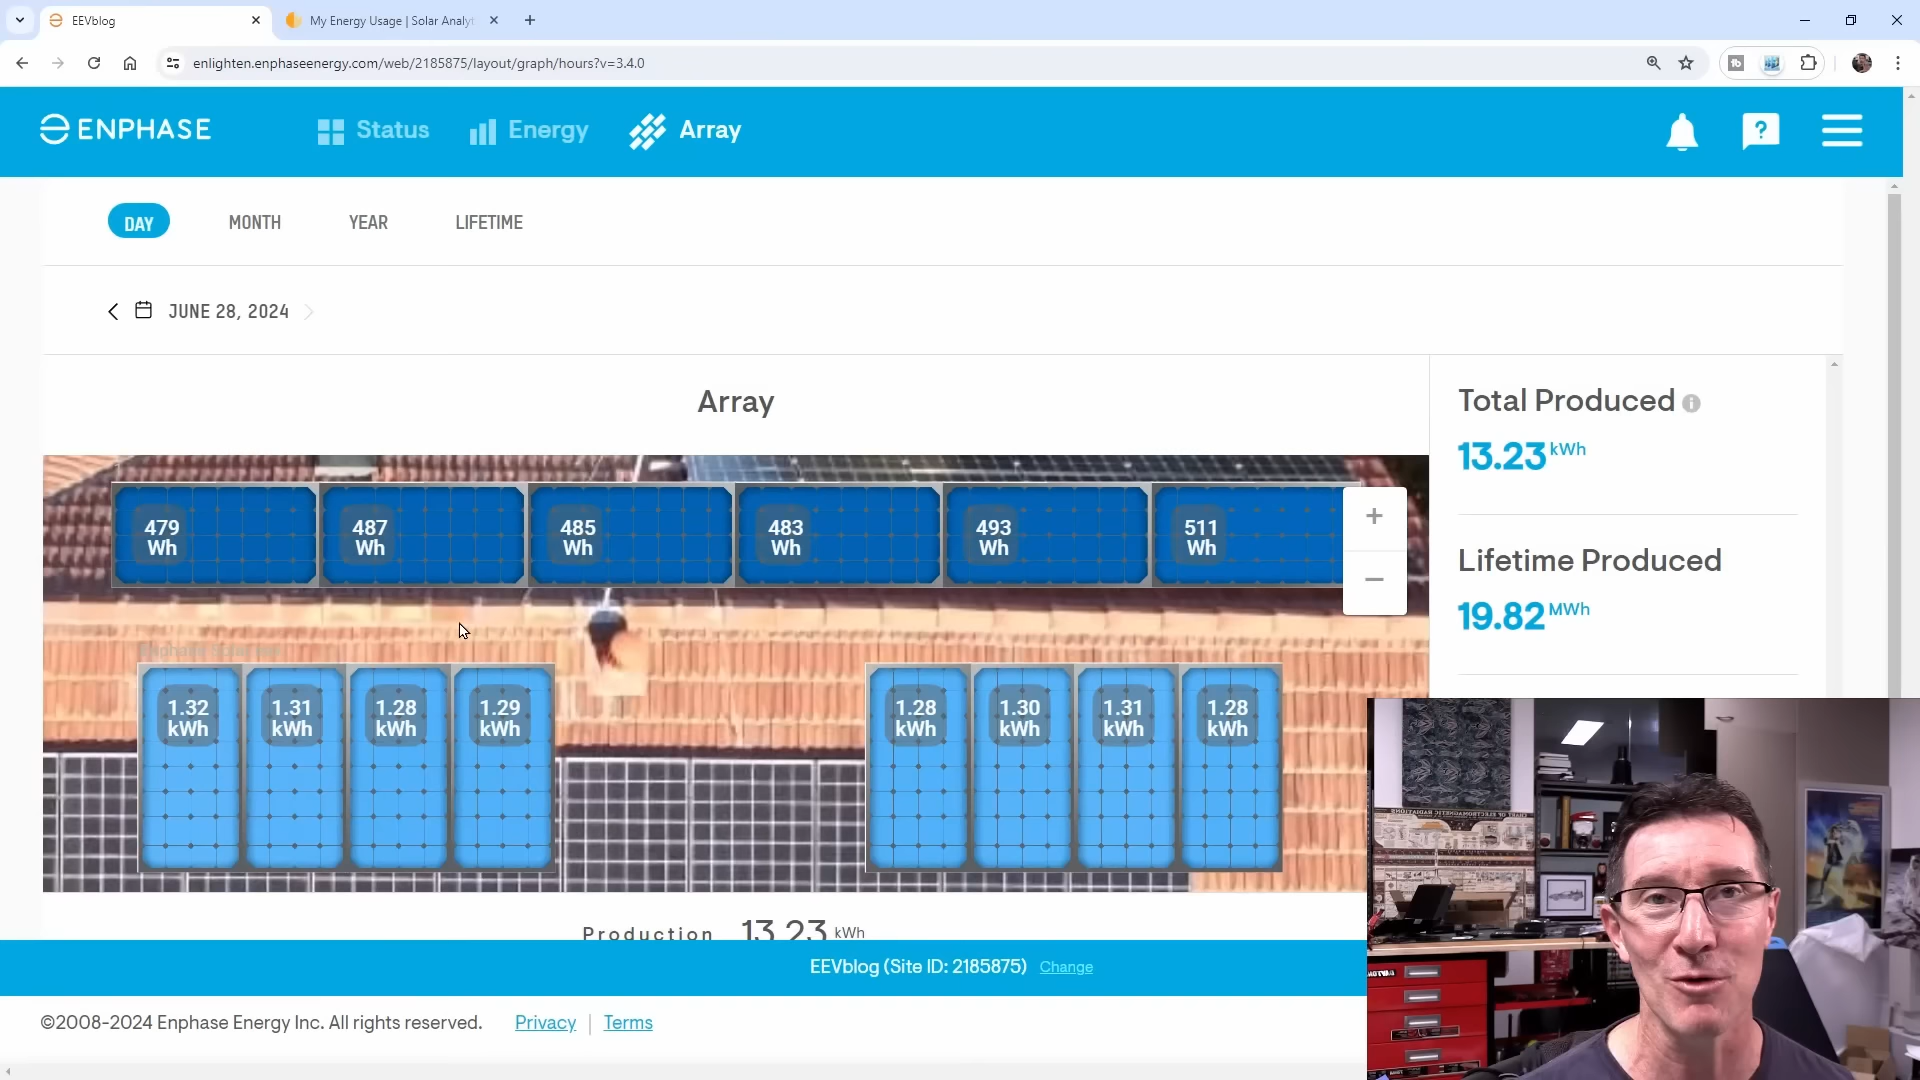 EEVblog
My Energy Usage | Solar Analyt
enlighten.enphaseenergy.com/web/2185875/layout/graph/hours?v=3.4.0
ENPHASE
Status
Energy
Array
DAY
MONTH
YEAR
LIFETIME
JUNE 28, 2024
Array
479
Wh
487
Wh
485
Wh
483
Wh
493
Wh
511
Wh
1.32
kWh
1.31
kWh
1.28
kWh
1.29
kWh
1.28
kWh
1.30
kWh
1.31
kWh
1.28
kWh
Total Produced
13.23 kWh
Lifetime Produced
19.82 MWh
Production 13.23 kWh
EEVblog (Site ID: 2185875) Change
©2008-2024 Enphase Energy Inc. All rights reserved. Privacy | Terms